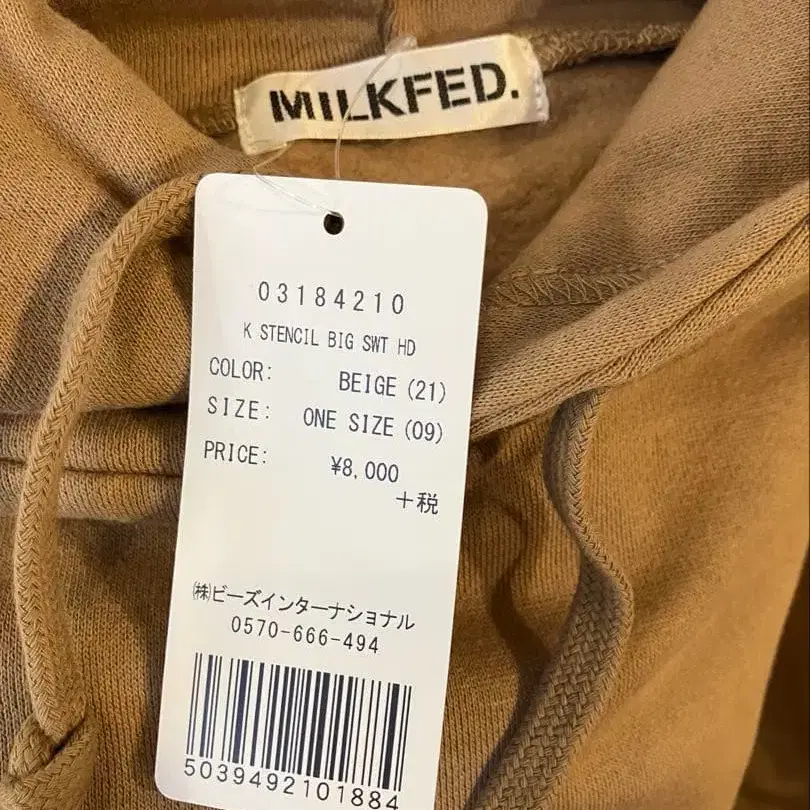 MILKFED.
03184210
K STENCIL BIG SWT HD
COLOR: BEIGE (21)
SIZE: ONE SIZE (09)
PRICE: ¥8,000
+税
㈱ビーズインターナショナル
0570-666-494
5039492101884